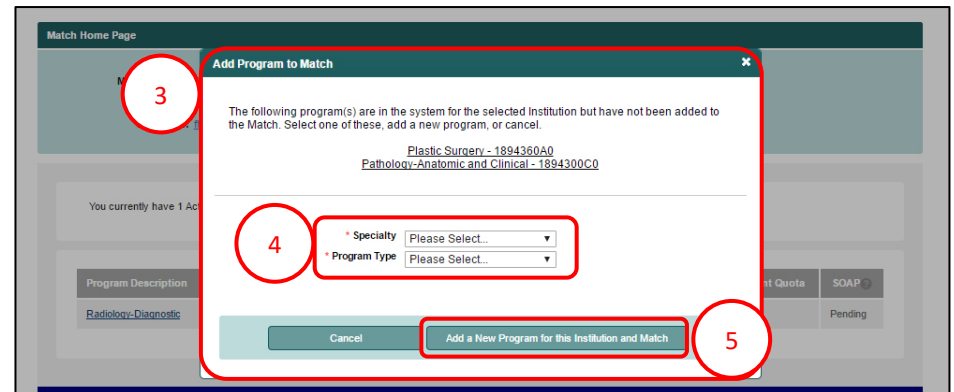 Match Home Page
3
Add Program to Match
The following program(s) are in the system for the selected Institution but have not been added to
the Match. Select one of these, add a new program, or cancel.
Plastic Surgery - 1894360A0
Pathology-Anatomic and Clinical - 1894300C0
You currently have 1
4
* Specialty Please Select...
* Program Type Please Select...
Program Description
Quota SOAP
Radiology-Diagnostic
Pending
Cancel
Add a New Program for this Institution and Match
5